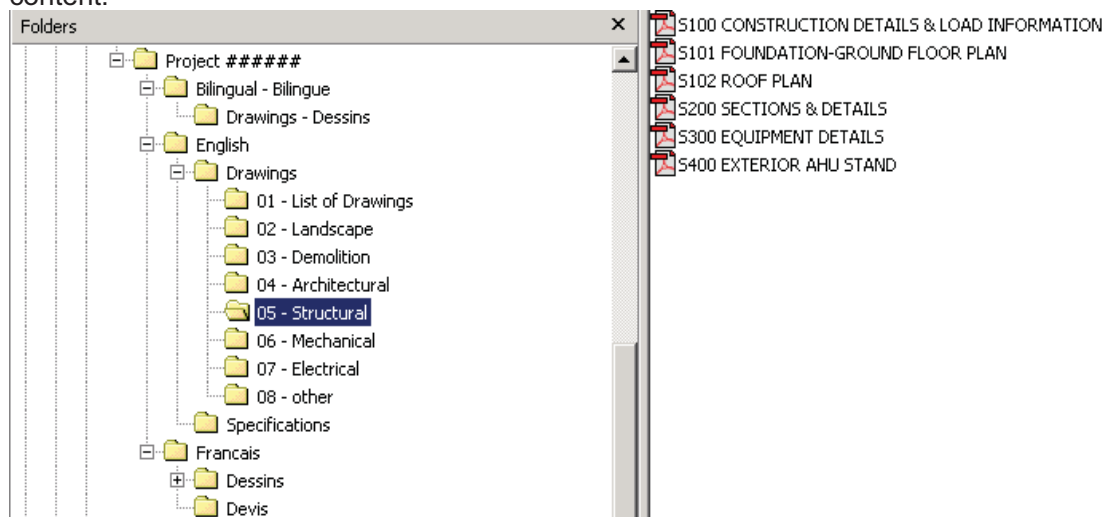 content.
Folders
Project ######
Bilingual - Bilingue
Drawings - Dessins
English
Drawings
01 - List of Drawings
02 - Landscape
03 - Demolition
04 - Architectural
05 - Structural
06 - Mechanical
07 - Electrical
08 - other
Specifications
Francais
Dessins
Devis
S100 CONSTRUCTION DETAILS & LOAD INFORMATION
S101 FOUNDATION-GROUND FLOOR PLAN
S102 ROOF PLAN
S200 SECTIONS & DETAILS
S300 EQUIPMENT DETAILS
S400 EXTERIOR AHU STAND